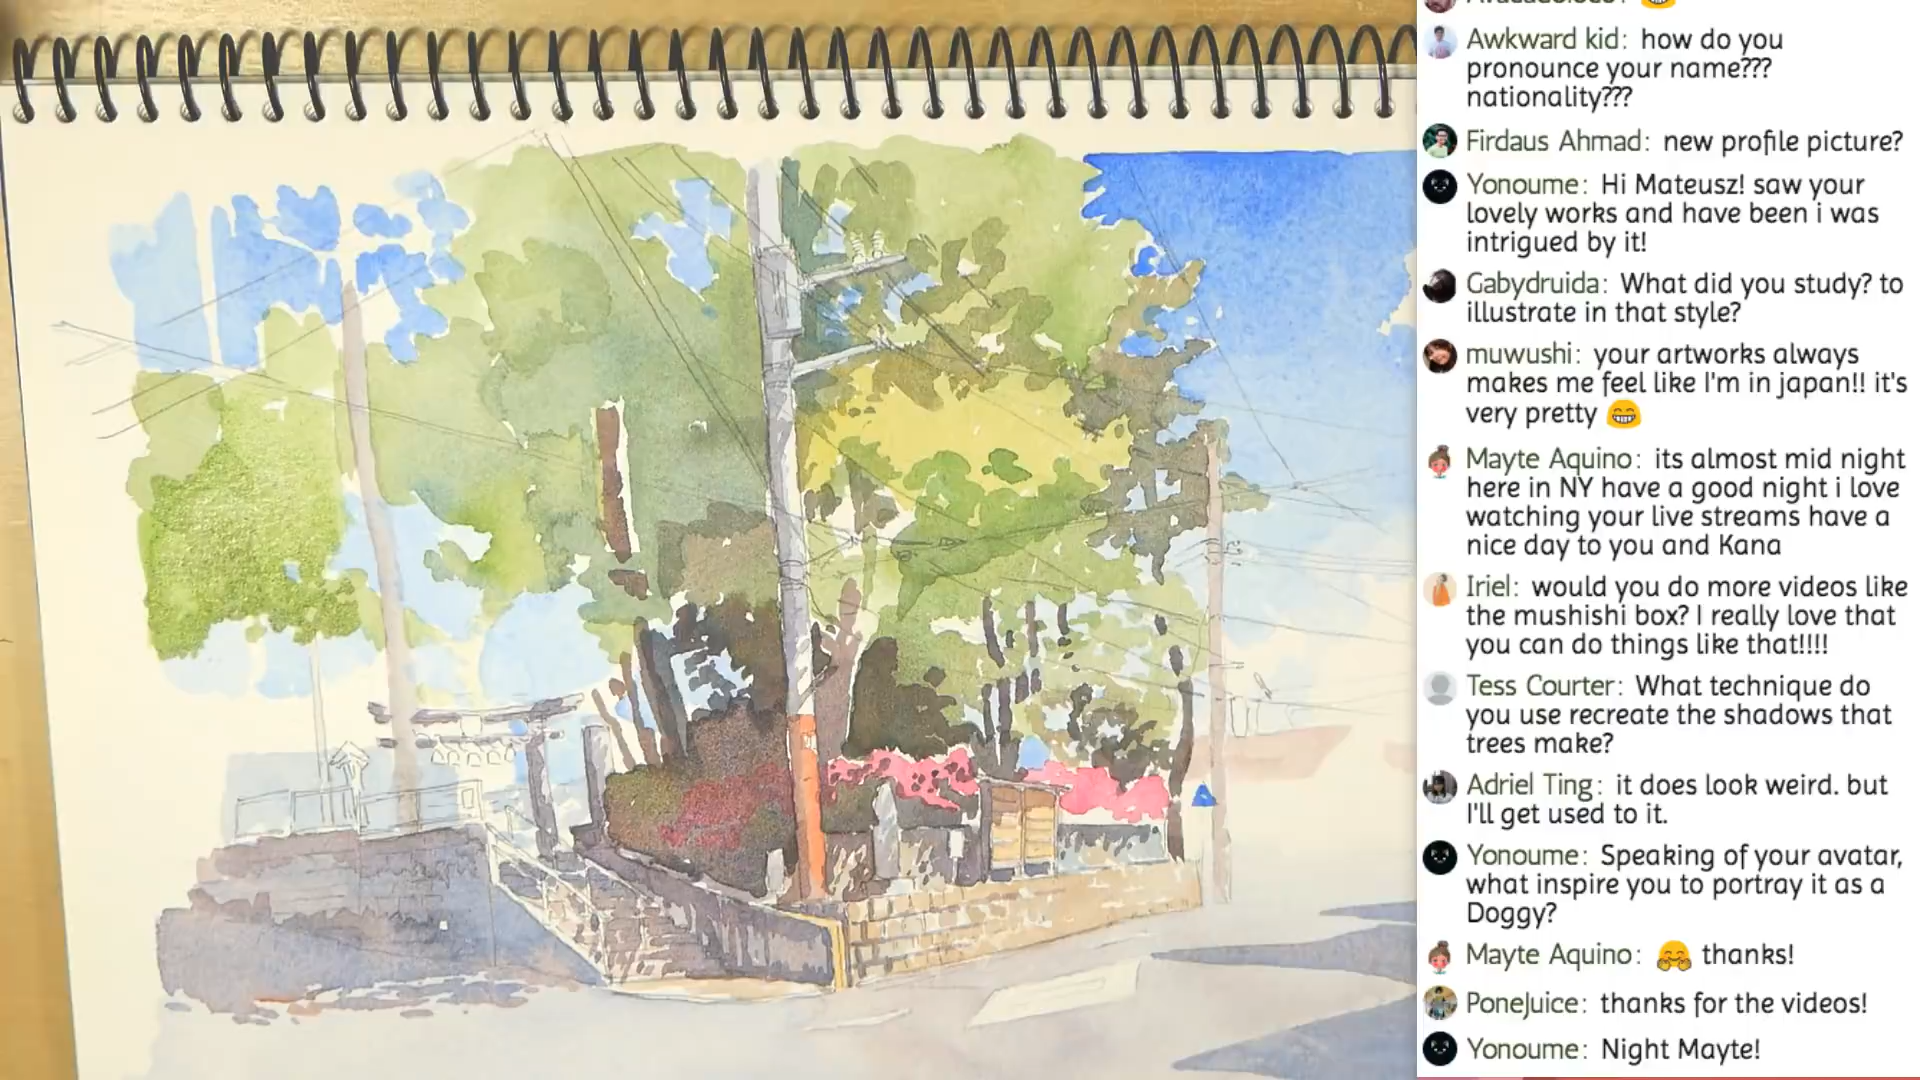 Awkward kid: how do you
pronounce your name???
nationality???
Firdaus Ahmad: new profile picture?
Yonoume: Hi Mateusz! saw your
lovely works and have been i was
intrigued by it!
Gabydruida: What did you study? to
illustrate in that style?
muwushi: your artworks always
makes me feel like I'm in japan!! it's
very pretty 😁
Mayte Aquino: its almost mid night
here in NY have a good night i love
watching your live streams have a
nice day to you and Kana
Iriel: would you do more videos like
the mushishi box? I really love that
you can do things like that!!!!
Tess Courter: What technique do
you use recreate the shadows that
trees make?
Adriel Ting: it does look weird. but
I'll get used to it.
Yonoume: Speaking of your avatar,
what inspire you to portray it as a
Doggy?
Mayte Aquino: 🤗 thanks!
PoneJuice: thanks for the videos!
Yonoume: Night Mayte!